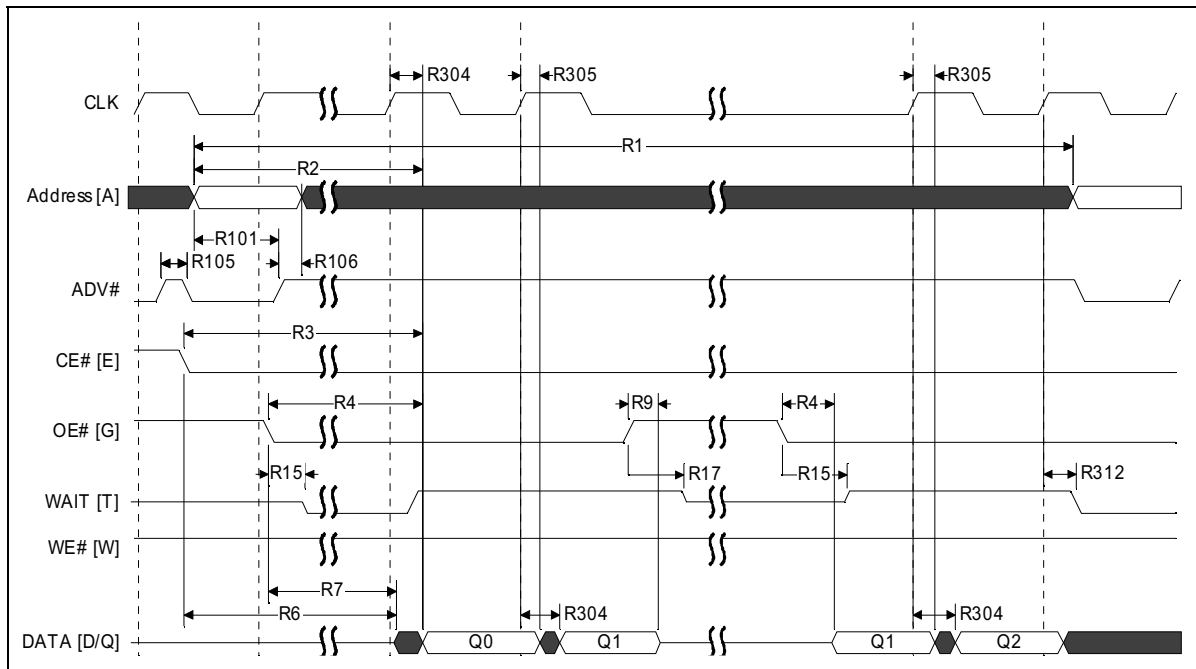 R304
R305
R305
CLK
R1
R2
Address [A]
R101
R105
R106
ADV#
R3
CE# [E]
R4
R9
R4
OE# [G]
R15
R17
R15
R312
WAIT [T]
WE# [W]
R7
R6
R304
R304
DATA [D/Q]
Q0
Q1
Q1
Q2